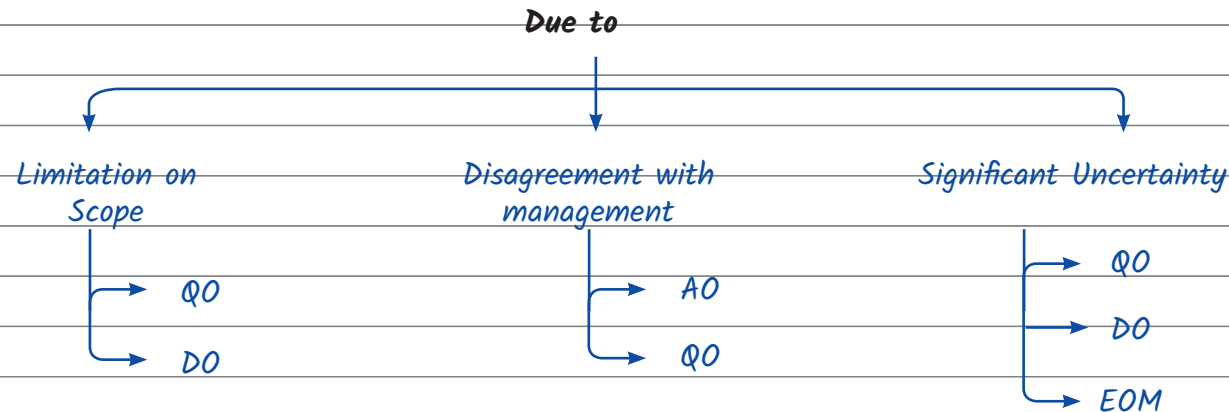 Due to
Limitation on
Scope
QO
DO
Disagreement with
management
AO
QO
Significant Uncertainty
QO
DO
EOM